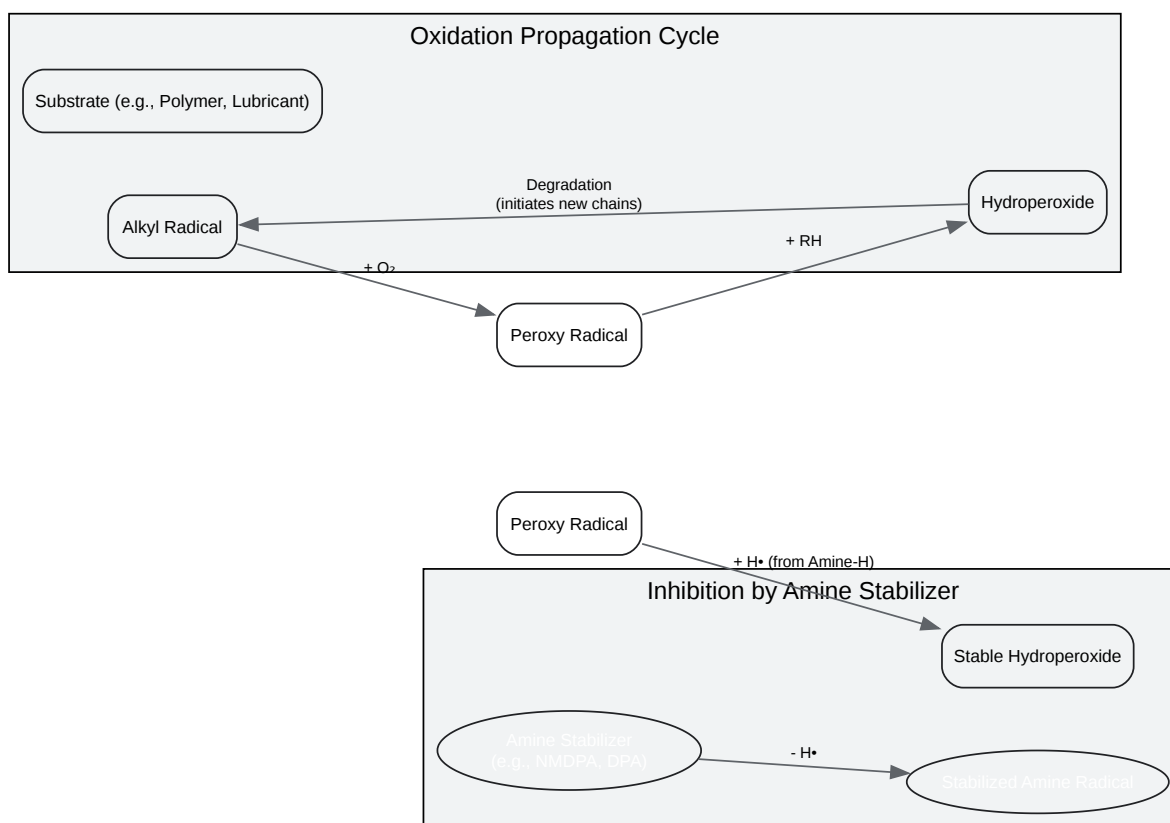 Oxidation Propagation Cycle
Substrate (e.g., Polymer, Lubricant)
Degradation
(initiates new chains)
Hydroperoxide
Alkyl Radical
+ RH
+ O₂
Peroxy Radical
Peroxy Radical
+ H• (from Amine-H)
Inhibition by Amine Stabilizer
Stable Hydroperoxide
Amine Stabilizer
(e.g., NMDPA, DPA)
- H•
Stabilized Amine Radical